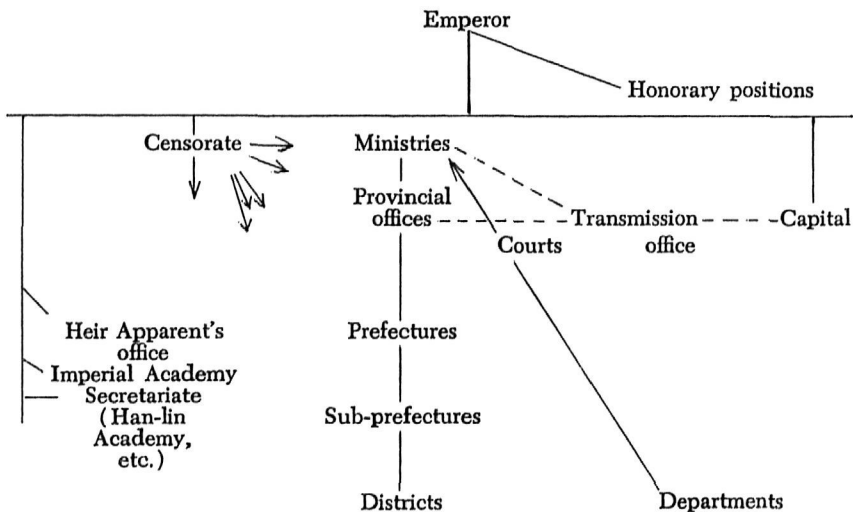 Emperor
Honorary positions
Censorate
Ministries
Provincial
offices
Transmission
office
Capital
Courts
Heir Apparent's
office
Imperial Academy
Secretariate
(Han-lin
Academy,
etc.)
Prefectures
Sub-prefectures
Districts
Departments